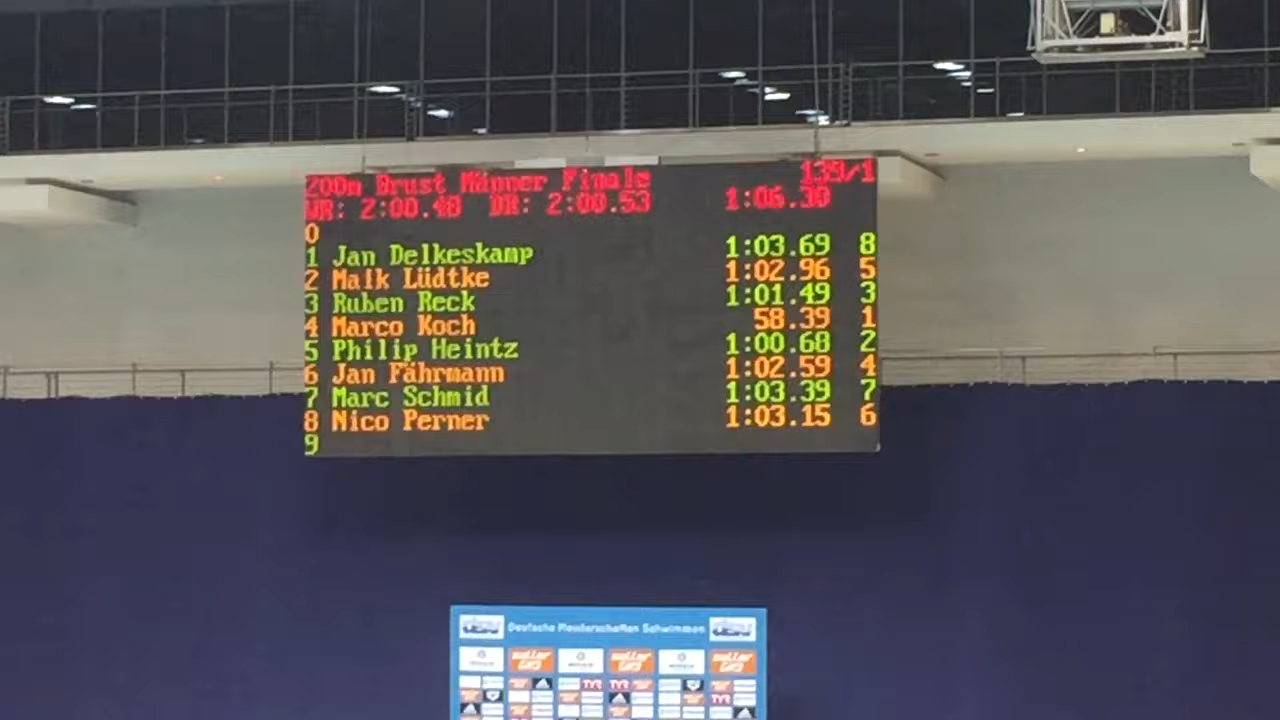 200m Brust Männer Finale 139/1
WR: 2:00.48 DR: 2:00.53 1:06.30
0
1 Jan Delkeskamp 1:03.69 8
2 Maik Lüdtke 1:02.96 5
3 Ruben Reck 1:01.49 3
4 Marco Koch 58.39 1
5 Philip Heintz 1:00.68 2
6 Jan Fährmann 1:02.59 4
7 Marc Schmid 1:03.39 7
8 Nico Perner 1:03.15 6
9
Deutsche Meisterschaften Schwimmen
TYR TYR
TYR